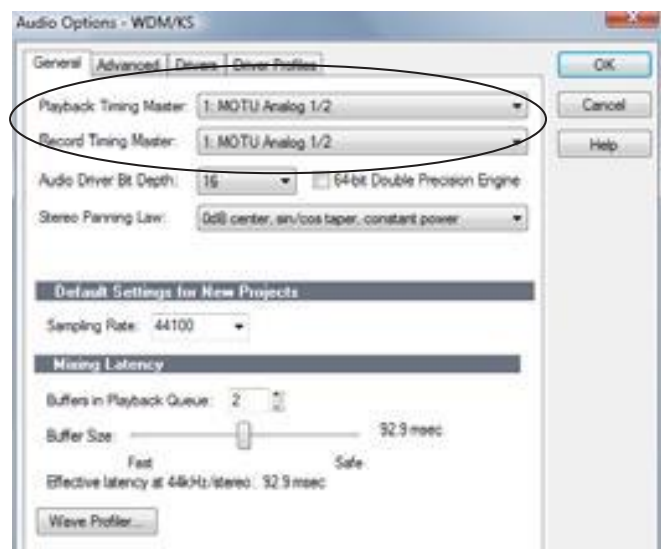 Audio Options - WDM/KS
General Advanced Drivers Driver Profiles
OK
Playback Timing Master: 1: MOTU Analog 1/2
Cancel
Record Timing Master: 1: MOTU Analog 1/2
Help
Audio Driver Bit Depth: 16 64-bit Double Precision Engine
Stereo Panning Law: 0dB center, sin/cos taper, constant power
Default Settings for New Projects
Sampling Rate: 44100
Mixing Latency
Buffers in Playback Queue: 2
Buffer Size: 92.9 msec
Fast Safe
Effective latency at 44kHz/stereo: 92.9 msec
Wave Profiler...